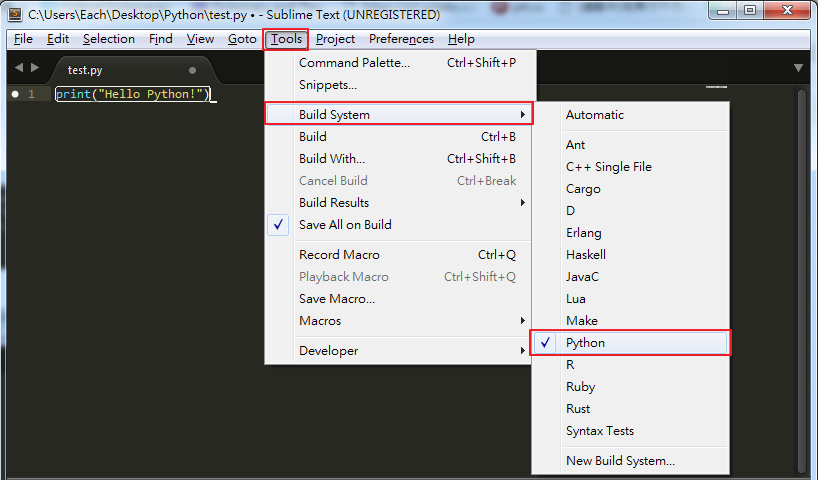 C:\Users\Each\Desktop\Python\test.py • - Sublime Text (UNREGISTERED)
File Edit Selection Find View Goto Tools Project Preferences Help
test.py
1 print("Hello Python!")
Command Palette... Ctrl+Shift+P
Snippets...
Build System
Build Ctrl+B
Build With... Ctrl+Shift+B
Cancel Build Ctrl+Break
Build Results
Save All on Build
Record Macro Ctrl+Q
Playback Macro Ctrl+Shift+Q
Save Macro...
Macros
Developer
Automatic
Ant
C++ Single File
Cargo
D
Erlang
Haskell
JavaC
Lua
Make
Python
R
Ruby
Rust
Syntax Tests
New Build System...